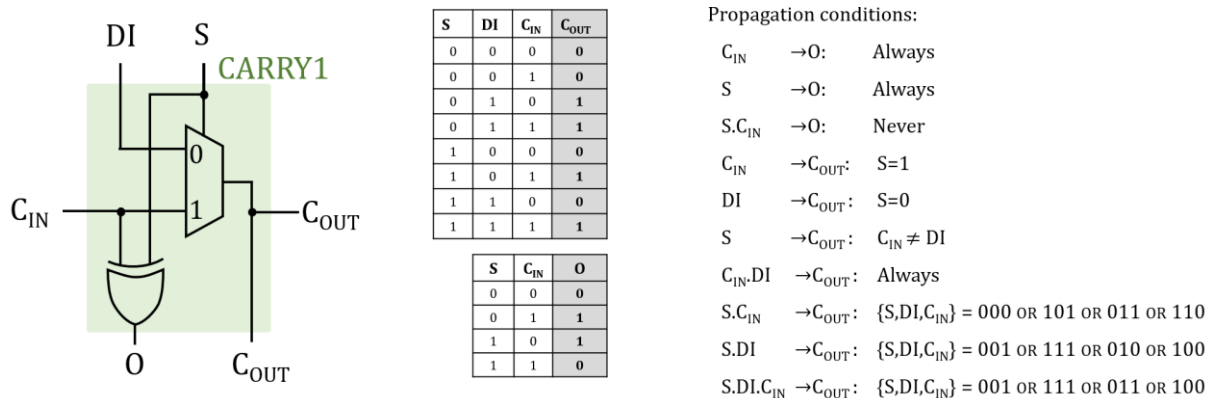 DI S
CARRY1
0
1
C_IN
C_OUT
O
C_OUT
S DI C_IN C_OUT
0 0 0 0
0 0 1 0
0 1 0 1
0 1 1 1
1 0 0 0
1 0 1 1
1 1 0 0
1 1 1 1
S C_IN O
0 0 0
0 1 1
1 0 1
1 1 0
Propagation conditions:
C_IN →O: Always
S →O: Always
S.C_IN →O: Never
C_IN →C_OUT: S=1
DI →C_OUT: S=0
S →C_OUT: C_IN ≠ DI
C_IN.DI →C_OUT: Always
S.C_IN →C_OUT: {S,DI,C_IN} = 000 OR 101 OR 011 OR 110
S.DI →C_OUT: {S,DI,C_IN} = 001 OR 111 OR 010 OR 100
S.DI.C_IN →C_OUT: {S,DI,C_IN} = 001 OR 111 OR 011 OR 100